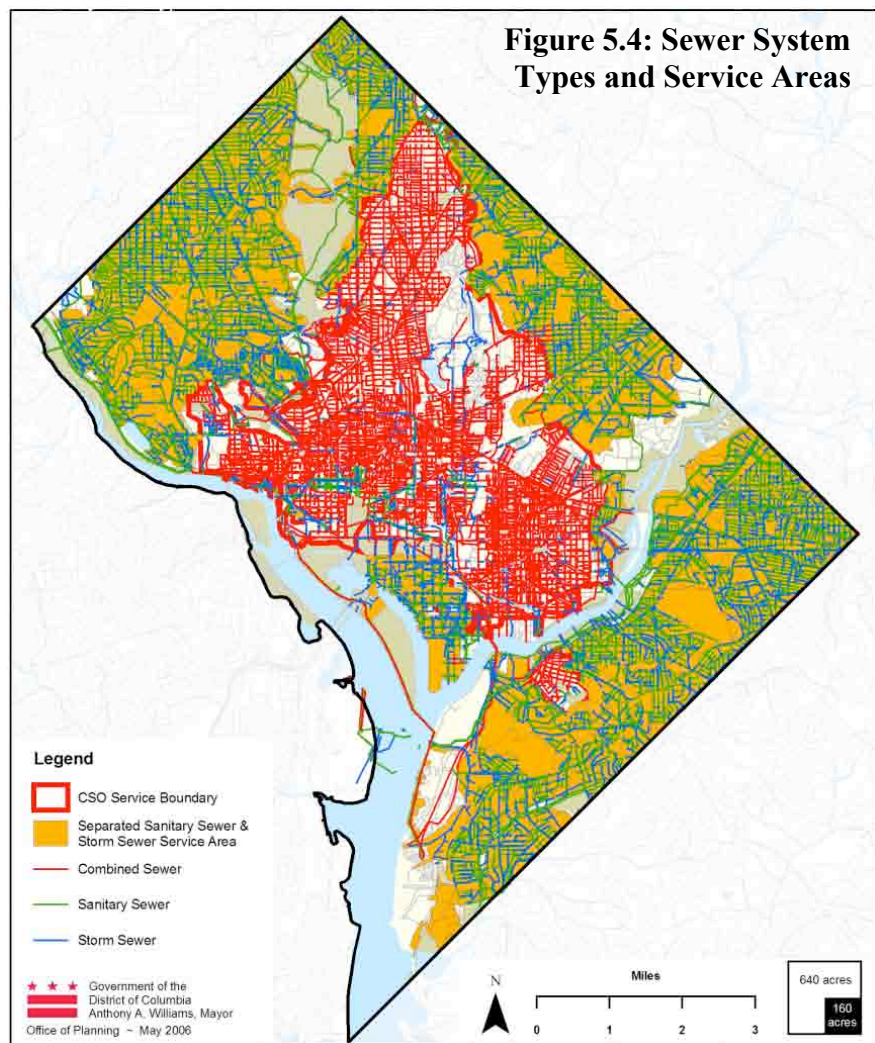 Figure 5.4: Sewer System
Types and Service Areas
Legend
CSO Service Boundary
Separated Sanitary Sewer &
Storm Sewer Service Area
Combined Sewer
Sanitary Sewer
Storm Sewer
Government of the
District of Columbia
Anthony A. Williams, Mayor
Office of Planning ~ May 2006
N
Miles
0 1 2 3
640 acres
160
acres